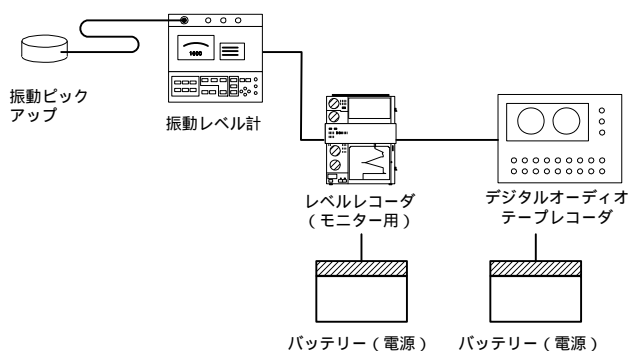 振動ピック
アップ
振動レベル計
レベルレコーダ
（モニター用）
デジタルオーディオ
テープレコーダ
バッテリー（電源）
バッテリー（電源）